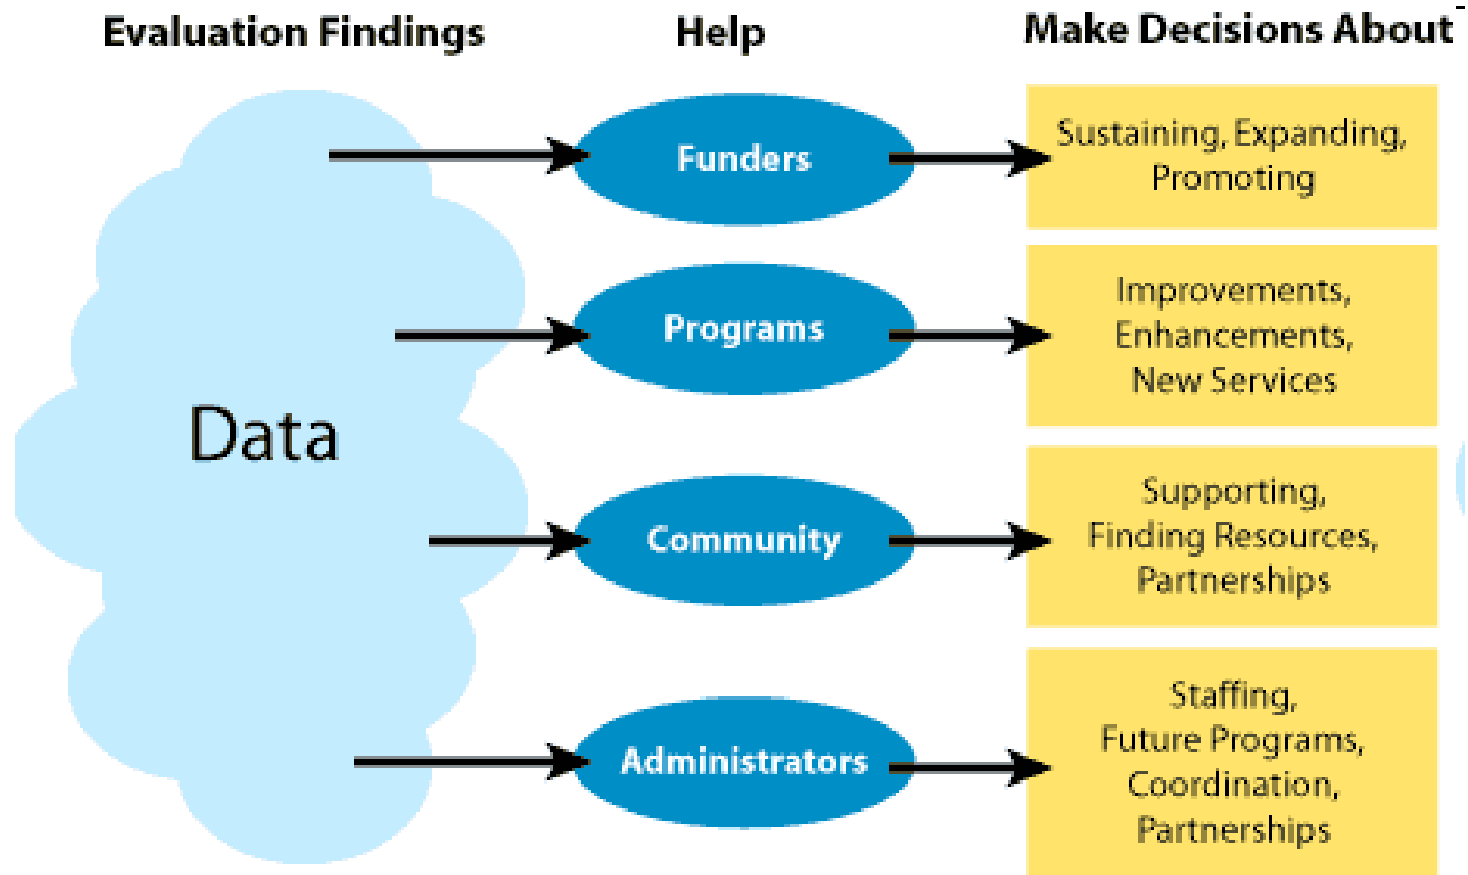 Evaluation Findings
Help
Make Decisions About
Data
Funders
Sustaining, Expanding,
Promoting
Programs
Improvements,
Enhancements,
New Services
Community
Supporting,
Finding Resources,
Partnerships
Administrators
Staffing,
Future Programs,
Coordination,
Partnerships